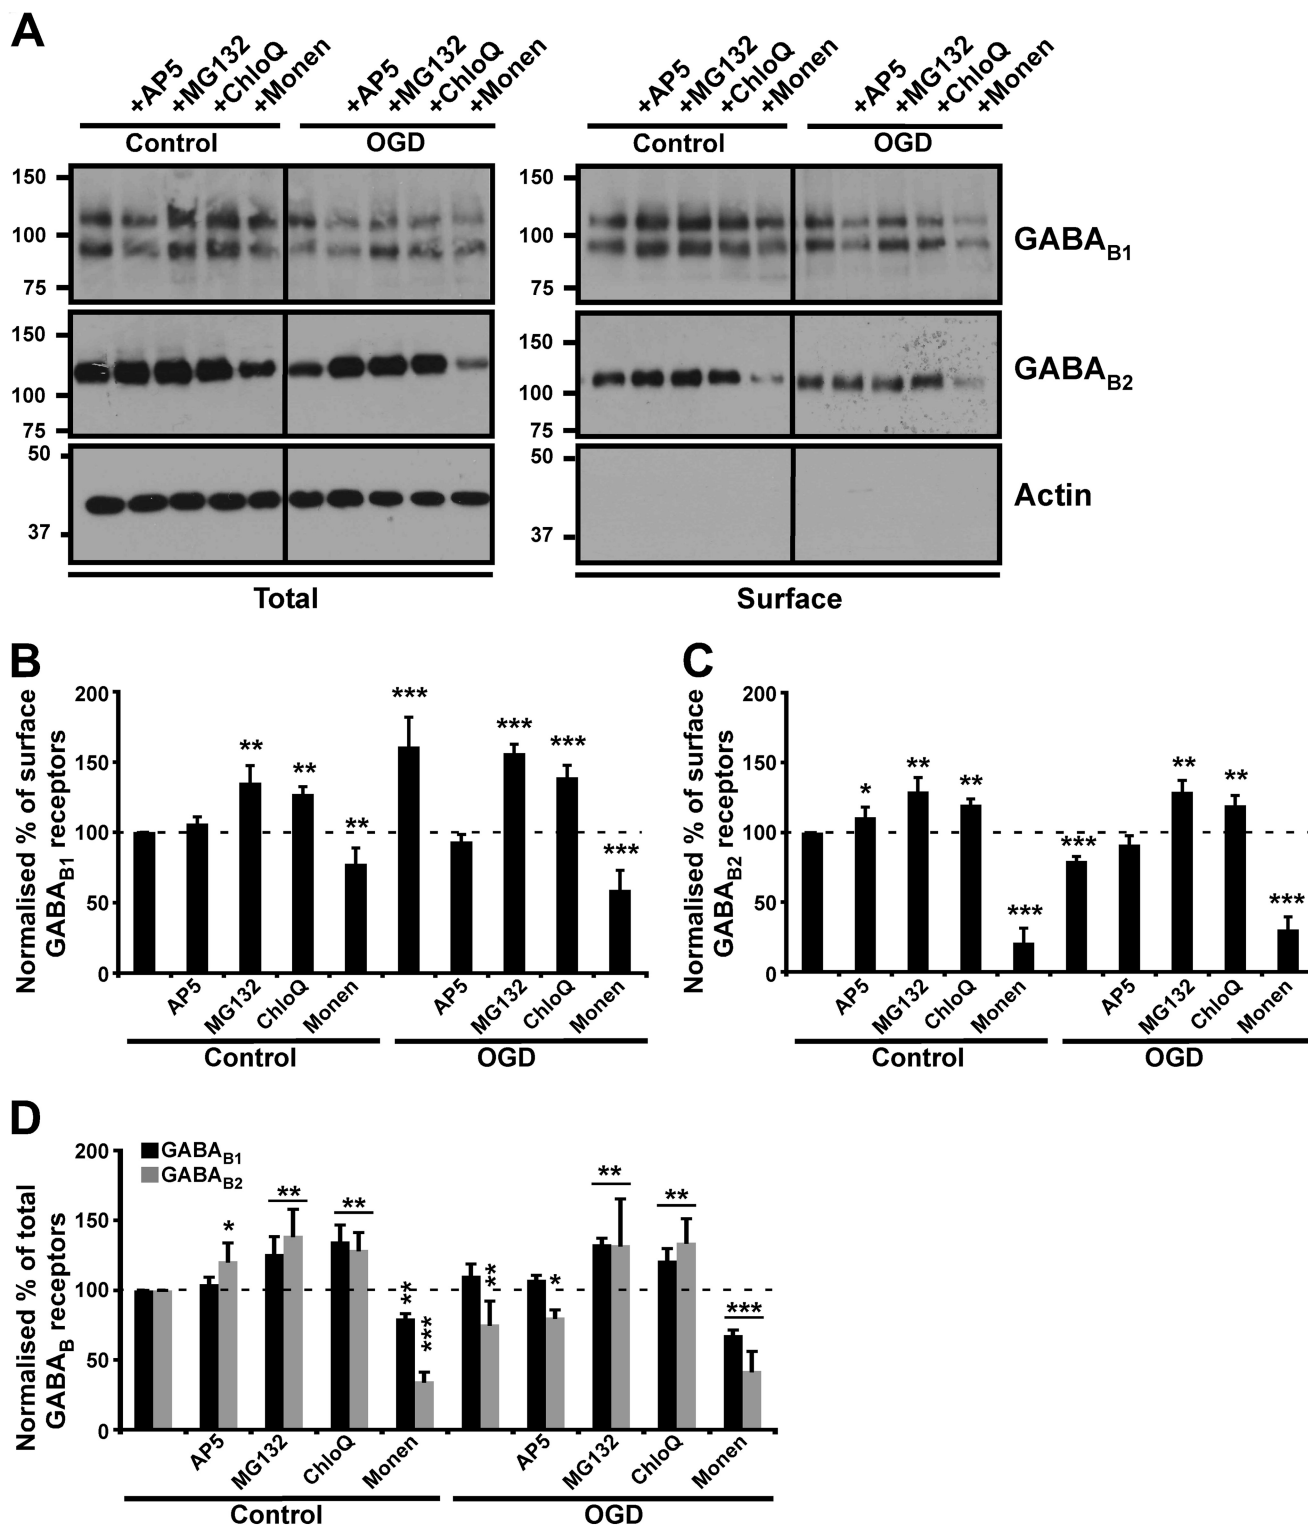 A
+AP5 +MG132 +ChloQ +Monen +AP5 +MG132 +ChloQ +Monen +AP5 +MG132 +ChloQ +Monen +AP5 +MG132 +ChloQ +Monen
Control OGD Control OGD
150 150
100 100 GABAB1
75 75
150 150
100 100 GABAB2
75 75
50 50
Actin
37 37
Total Surface
B
Normalised % of surface
GABAB1 receptors
200
150
100
50
0
*** ** ** ** *** *** ***
AP5 MG132 ChloQ Monen AP5 MG132 ChloQ Monen
Control OGD
C
Normalised % of surface
GABAB2 receptors
200
150
100
50
0
* ** ** *** *** ** ** ***
AP5 MG132 ChloQ Monen AP5 MG132 ChloQ Monen
Control OGD
D
Normalised % of total
GABAB receptors
200
150
100
50
0
GABAB1
GABAB2
* ** ** ** *** ** * ** ** ***
AP5 MG132 ChloQ Monen AP5 MG132 ChloQ Monen
Control OGD